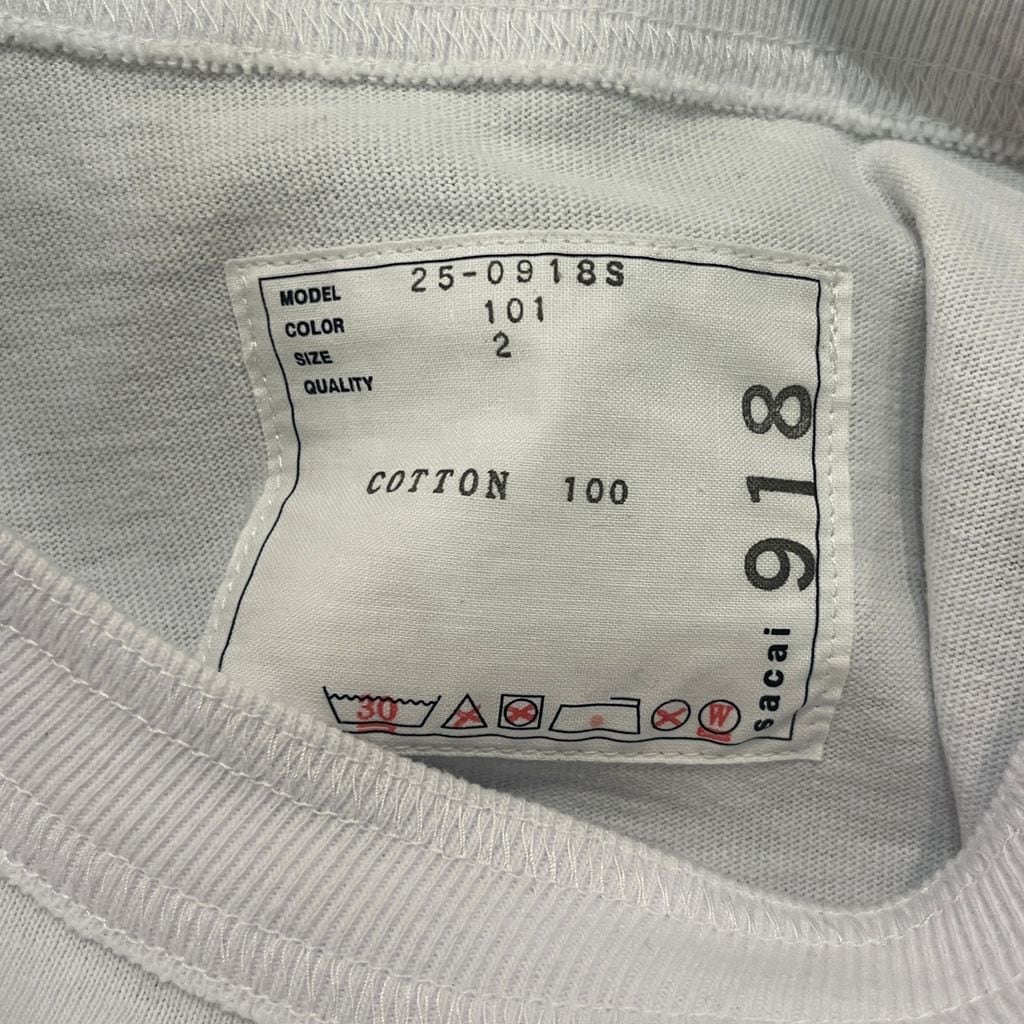 MODEL 25-0918S
COLOR 101
SIZE 2
QUALITY
COTTON 100
sacai 918
30
W